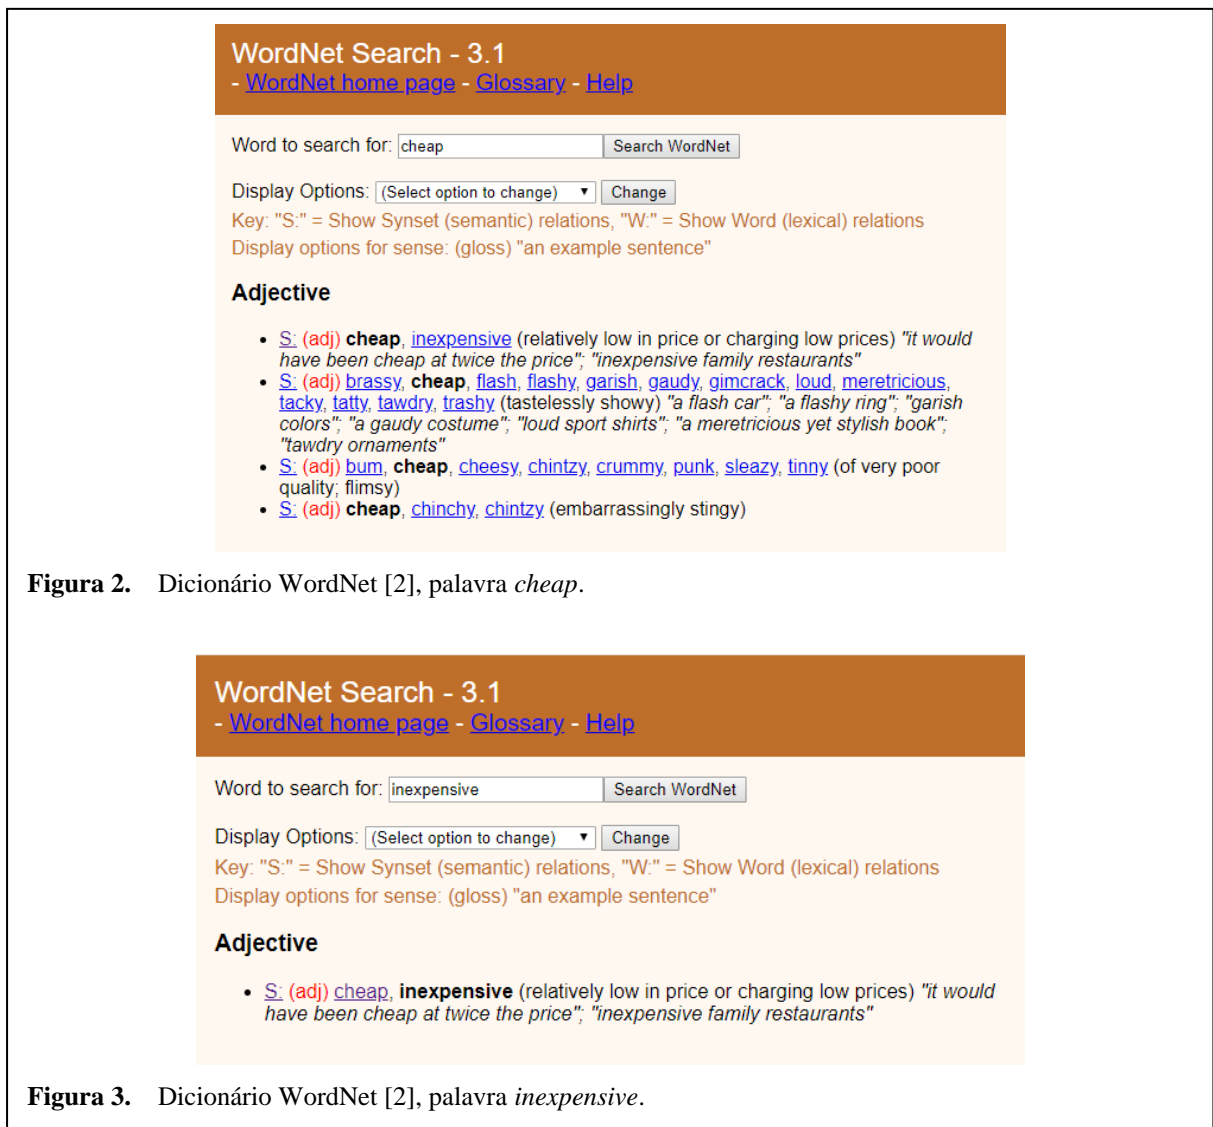 WordNet Search - 3.1
- WordNet home page - Glossary - Help
Word to search for: cheap Search WordNet
Display Options: (Select option to change) Change
Key: "S:" = Show Synset (semantic) relations, "W:" = Show Word (lexical) relations
Display options for sense: (gloss) "an example sentence"
Adjective
• S: (adj) cheap, inexpensive (relatively low in price or charging low prices) "it would
have been cheap at twice the price"; "inexpensive family restaurants"
• S: (adj) brassy, cheap, flash, flashy, garish, gaudy, gimcrack, loud, meretricious,
tacky, tatty, tawdry, trashy (tastelessly showy) "a flash car"; "a flashy ring"; "garish
colors"; "a gaudy costume"; "loud sport shirts"; "a meretricious yet stylish book";
"tawdry ornaments"
• S: (adj) bum, cheap, cheesy, chintzy, crummy, punk, sleazy, tinny (of very poor
quality; flimsy)
• S: (adj) cheap, chinchy, chintzy (embarrassingly stingy)
Figura 2. Dicionário WordNet [2], palavra cheap.
WordNet Search - 3.1
- WordNet home page - Glossary - Help
Word to search for: inexpensive Search WordNet
Display Options: (Select option to change) Change
Key: "S:" = Show Synset (semantic) relations, "W:" = Show Word (lexical) relations
Display options for sense: (gloss) "an example sentence"
Adjective
• S: (adj) cheap, inexpensive (relatively low in price or charging low prices) "it would
have been cheap at twice the price"; "inexpensive family restaurants"
Figura 3. Dicionário WordNet [2], palavra inexpensive.